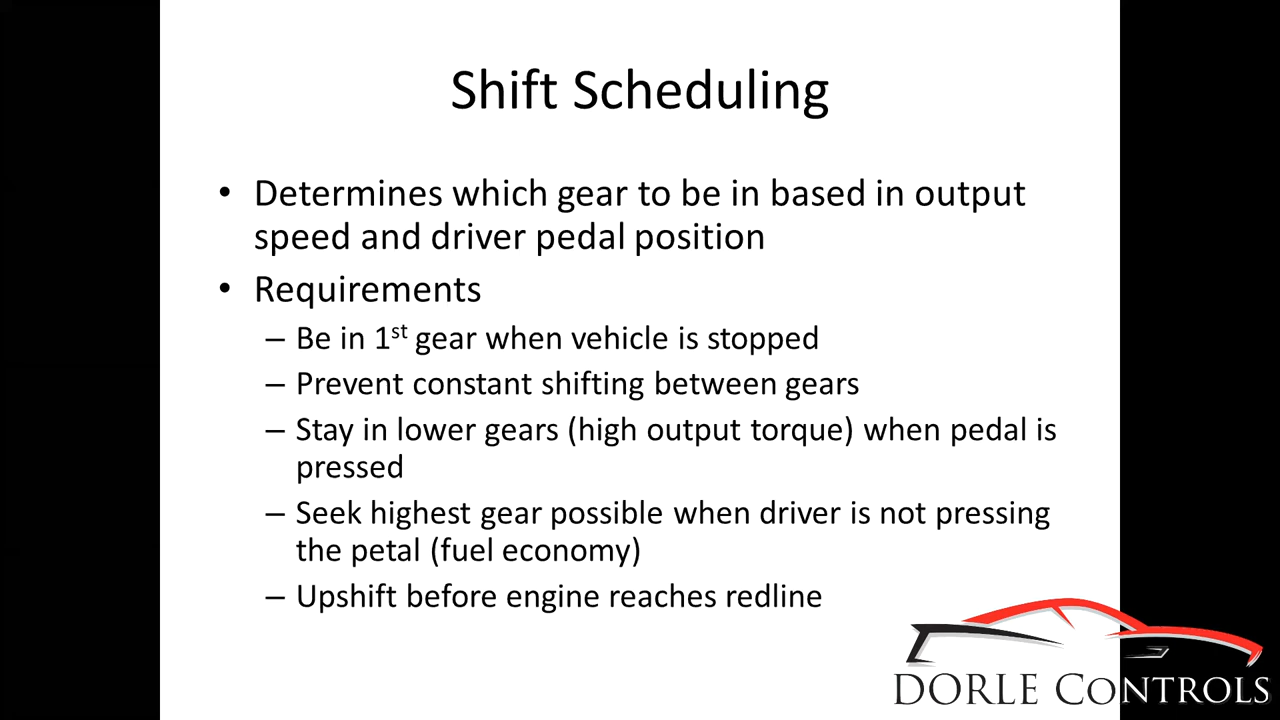 Shift Scheduling
• Determines which gear to be in based in output
speed and driver pedal position
• Requirements
– Be in 1st gear when vehicle is stopped
– Prevent constant shifting between gears
– Stay in lower gears (high output torque) when pedal is
pressed
– Seek highest gear possible when driver is not pressing
the petal (fuel economy)
– Upshift before engine reaches redline
DORLE CONTROLS